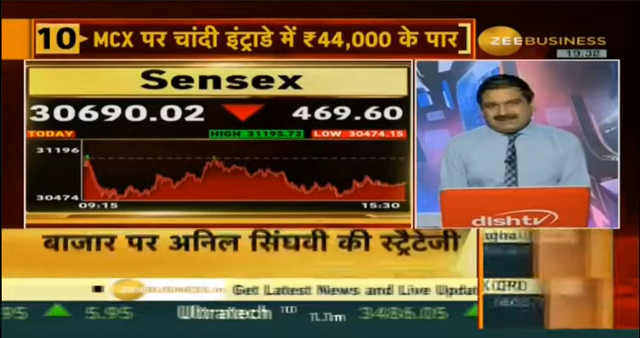 10 MCX पर चांदी इंट्राडे में ₹44,000 के पार
ZEEBUSINESS
19:32
Sensex
30690.02 469.60
TODAY HIGH 31195.72 LOW 30474.15
31196
30474
09:15 15:30
dishtv
बाजार पर अनिल सिंघवी की स्ट्रैटेजी
Get Latest News and Live Updat
5.95 Ultratech 3486.05